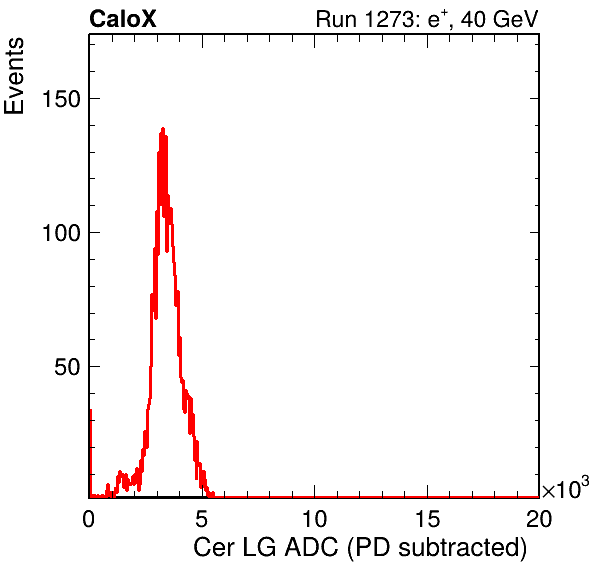 CaloX Run 1273: e⁺, 40 GeV
Events
150
100
50
0 5 10 15 20
×10³
Cer LG ADC (PD subtracted)